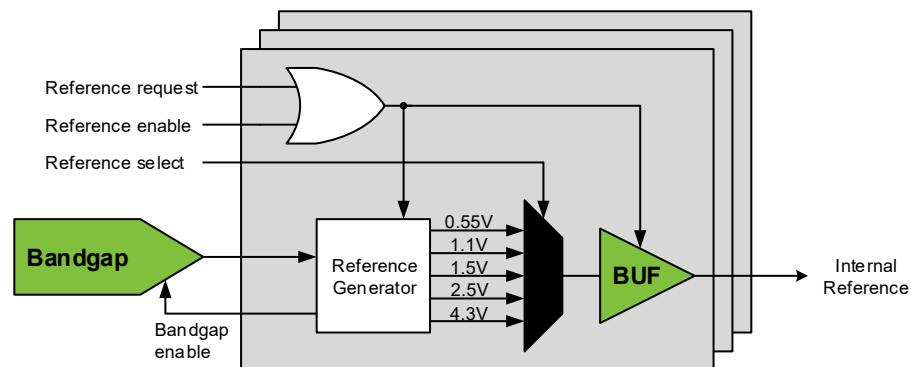 Reference request
Reference enable
Reference select
0.55V
1.1V
1.5V
2.5V
4.3V
Bandgap
Reference
Generator
BUF
Internal
Reference
Bandgap
enable